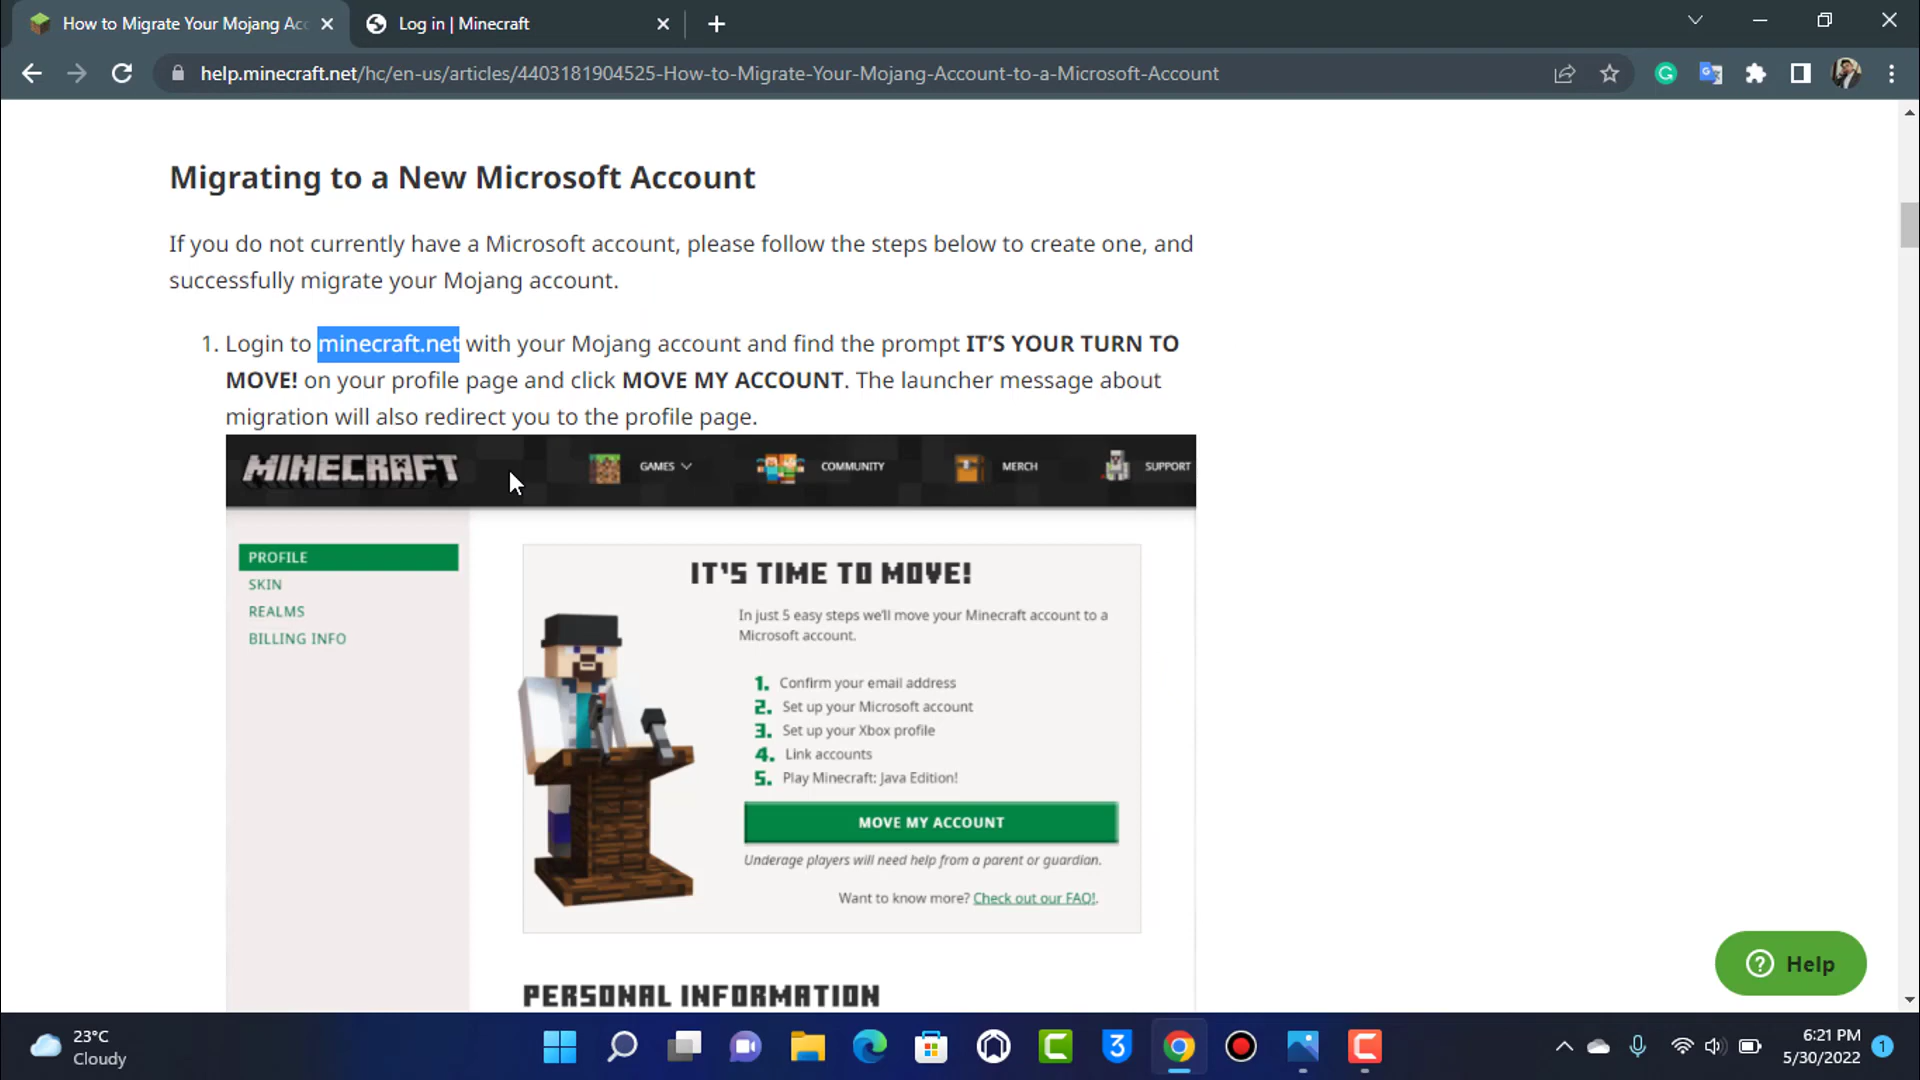 How to Migrate Your Mojang Acc
Log in | Minecraft
help.minecraft.net/hc/en-us/articles/4403181904525-How-to-Migrate-Your-Mojang-Account-to-a-Microsoft-Account
Migrating to a New Microsoft Account
If you do not currently have a Microsoft account, please follow the steps below to create one, and
successfully migrate your Mojang account.
1. Login to minecraft.net with your Mojang account and find the prompt IT'S YOUR TURN TO
MOVE! on your profile page and click MOVE MY ACCOUNT. The launcher message about
migration will also redirect you to the profile page.
MINECRAFT GAMES COMMUNITY MERCH SUPPORT
PROFILE
SKIN
REALMS
BILLING INFO
IT'S TIME TO MOVE!
In just 5 easy steps we'll move your Minecraft account to a
Microsoft account.
1. Confirm your email address
2. Set up your Microsoft account
3. Set up your Xbox profile
4. Link accounts
5. Play Minecraft: Java Edition!
MOVE MY ACCOUNT
Underage players will need help from a parent or guardian.
Want to know more? Check out our FAQ!.
PERSONAL INFORMATION
Help
23°C
Cloudy
6:21 PM
5/30/2022
1